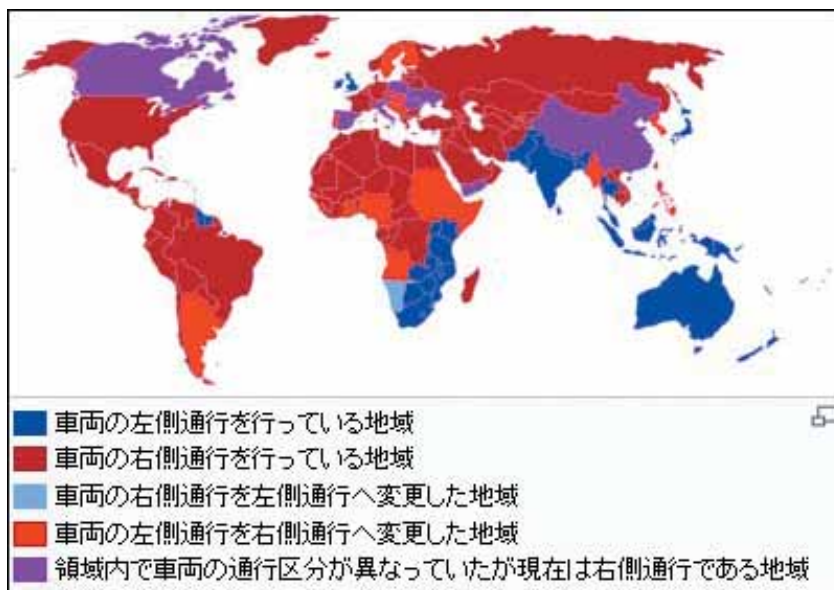 車両の左側通行を行っている地域
車両の右側通行を行っている地域
車両の右側通行を左側通行へ変更した地域
車両の左側通行を右側通行へ変更した地域
領域内で車両の通行区分が異なっていたが現在は右側通行である地域